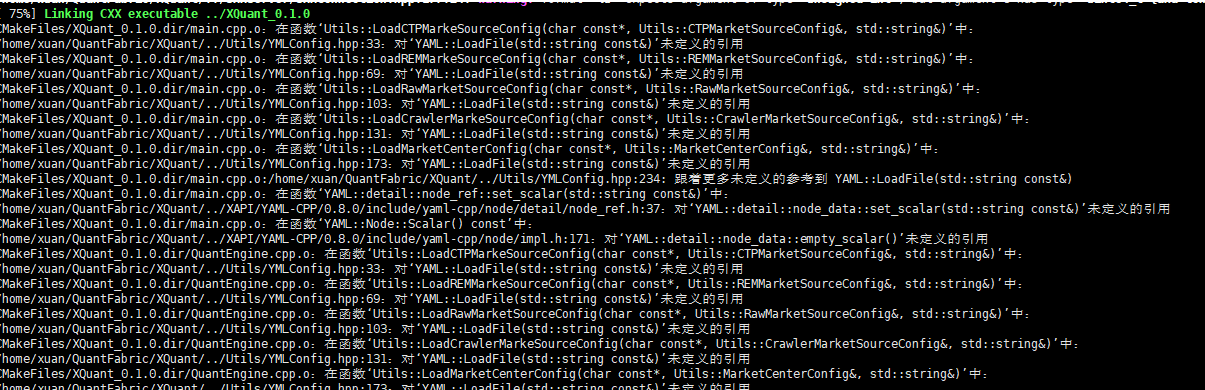 [ 75%] Linking CXX executable ../XQuant_0.1.0
CMakeFiles/XQuant_0.1.0.dir/main.cpp.o：在函数‘Utils::LoadCTPMarkeSourceConfig(char const*, Utils::CTPMarketSourceConfig&, std::string&)’中：
/home/xuan/QuantFabric/XQuant/../Utils/YMLConfig.hpp:33：对‘YAML::LoadFile(std::string const&)’未定义的引用
CMakeFiles/XQuant_0.1.0.dir/main.cpp.o：在函数‘Utils::LoadREMMarkeSourceConfig(char const*, Utils::REMMarketSourceConfig&, std::string&)’中：
/home/xuan/QuantFabric/XQuant/../Utils/YMLConfig.hpp:69：对‘YAML::LoadFile(std::string const&)’未定义的引用
CMakeFiles/XQuant_0.1.0.dir/main.cpp.o：在函数‘Utils::LoadRawMarketSourceConfig(char const*, Utils::RawMarketSourceConfig&, std::string&)’中：
/home/xuan/QuantFabric/XQuant/../Utils/YMLConfig.hpp:103：对‘YAML::LoadFile(std::string const&)’未定义的引用
CMakeFiles/XQuant_0.1.0.dir/main.cpp.o：在函数‘Utils::LoadCrawlerMarkeSourceConfig(char const*, Utils::CrawlerMarketSourceConfig&, std::string&)’中：
/home/xuan/QuantFabric/XQuant/../Utils/YMLConfig.hpp:131：对‘YAML::LoadFile(std::string const&)’未定义的引用
CMakeFiles/XQuant_0.1.0.dir/main.cpp.o：在函数‘Utils::LoadMarketCenterConfig(char const*, Utils::MarketCenterConfig&, std::string&)’中：
/home/xuan/QuantFabric/XQuant/../Utils/YMLConfig.hpp:173：对‘YAML::LoadFile(std::string const&)’未定义的引用
CMakeFiles/XQuant_0.1.0.dir/main.cpp.o:/home/xuan/QuantFabric/XQuant/../Utils/YMLConfig.hpp:234: 跟着更多未定义的参考到 YAML::LoadFile(std::string const&)
CMakeFiles/XQuant_0.1.0.dir/main.cpp.o：在函数‘YAML::detail::node_ref::set_scalar(std::string const&)’中：
/home/xuan/QuantFabric/XQuant/../XAPI/YAML-CPP/0.8.0/include/yaml-cpp/node/detail/node_ref.h:37：对‘YAML::detail::node_data::set_scalar(std::string const&)’未定义的引用
CMakeFiles/XQuant_0.1.0.dir/main.cpp.o：在函数‘YAML::Node::Scalar() const’中：
/home/xuan/QuantFabric/XQuant/../XAPI/YAML-CPP/0.8.0/include/yaml-cpp/node/impl.h:171：对‘YAML::detail::node_data::empty_scalar()’未定义的引用
CMakeFiles/XQuant_0.1.0.dir/QuantEngine.cpp.o：在函数‘Utils::LoadCTPMarkeSourceConfig(char const*, Utils::CTPMarketSourceConfig&, std::string&)’中：
/home/xuan/QuantFabric/XQuant/../Utils/YMLConfig.hpp:33：对‘YAML::LoadFile(std::string const&)’未定义的引用
CMakeFiles/XQuant_0.1.0.dir/QuantEngine.cpp.o：在函数‘Utils::LoadREMMarkeSourceConfig(char const*, Utils::REMMarketSourceConfig&, std::string&)’中：
/home/xuan/QuantFabric/XQuant/../Utils/YMLConfig.hpp:69：对‘YAML::LoadFile(std::string const&)’未定义的引用
CMakeFiles/XQuant_0.1.0.dir/QuantEngine.cpp.o：在函数‘Utils::LoadRawMarketSourceConfig(char const*, Utils::RawMarketSourceConfig&, std::string&)’中：
/home/xuan/QuantFabric/XQuant/../Utils/YMLConfig.hpp:103：对‘YAML::LoadFile(std::string const&)’未定义的引用
CMakeFiles/XQuant_0.1.0.dir/QuantEngine.cpp.o：在函数‘Utils::LoadCrawlerMarkeSourceConfig(char const*, Utils::CrawlerMarketSourceConfig&, std::string&)’中：
/home/xuan/QuantFabric/XQuant/../Utils/YMLConfig.hpp:131：对‘YAML::LoadFile(std::string const&)’未定义的引用
CMakeFiles/XQuant_0.1.0.dir/QuantEngine.cpp.o：在函数‘Utils::LoadMarketCenterConfig(char const*, Utils::MarketCenterConfig&, std::string&)’中：
/home/xuan/QuantFabric/XQuant/../Utils/YMLConfig.hpp:173：对‘YAML::LoadFile(std::string const&)’未定义的引用